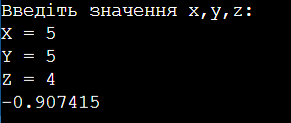 Введіть значення x,y,z:
X = 5
Y = 5
Z = 4
-0.907415